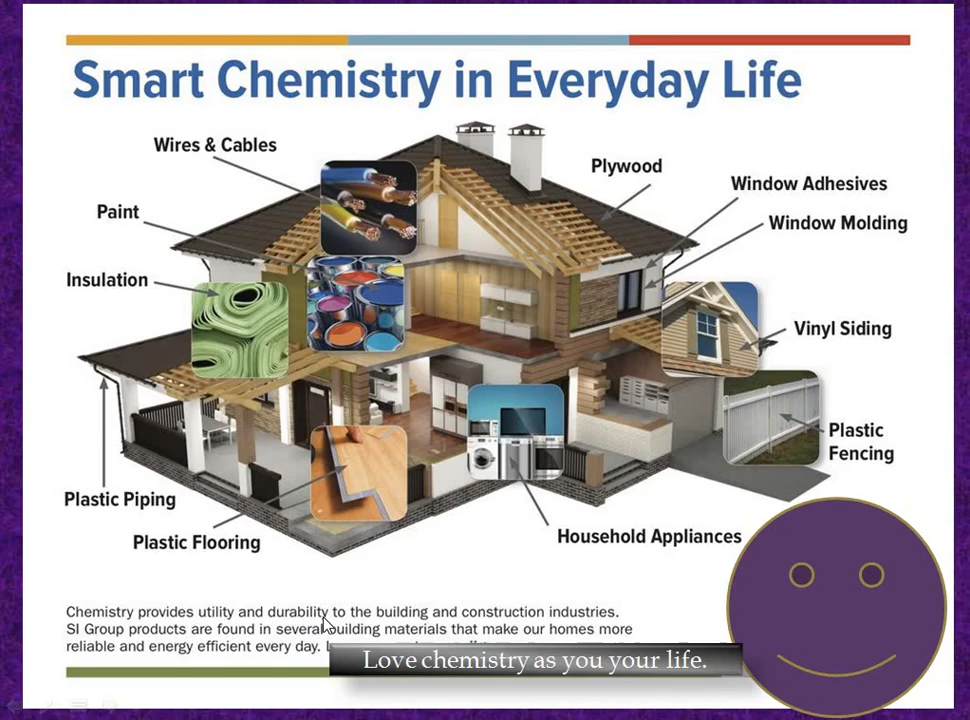 Smart Chemistry in Everyday Life
Wires & Cables
Plywood
Window Adhesives
Paint
Window Molding
Insulation
Vinyl Siding
Plastic
Fencing
Plastic Piping
Plastic Flooring
Household Appliances
Chemistry provides utility and durability to the building and construction industries.
SI Group products are found in several building materials that make our homes more
reliable and energy efficient every day.
Love chemistry as you your life.